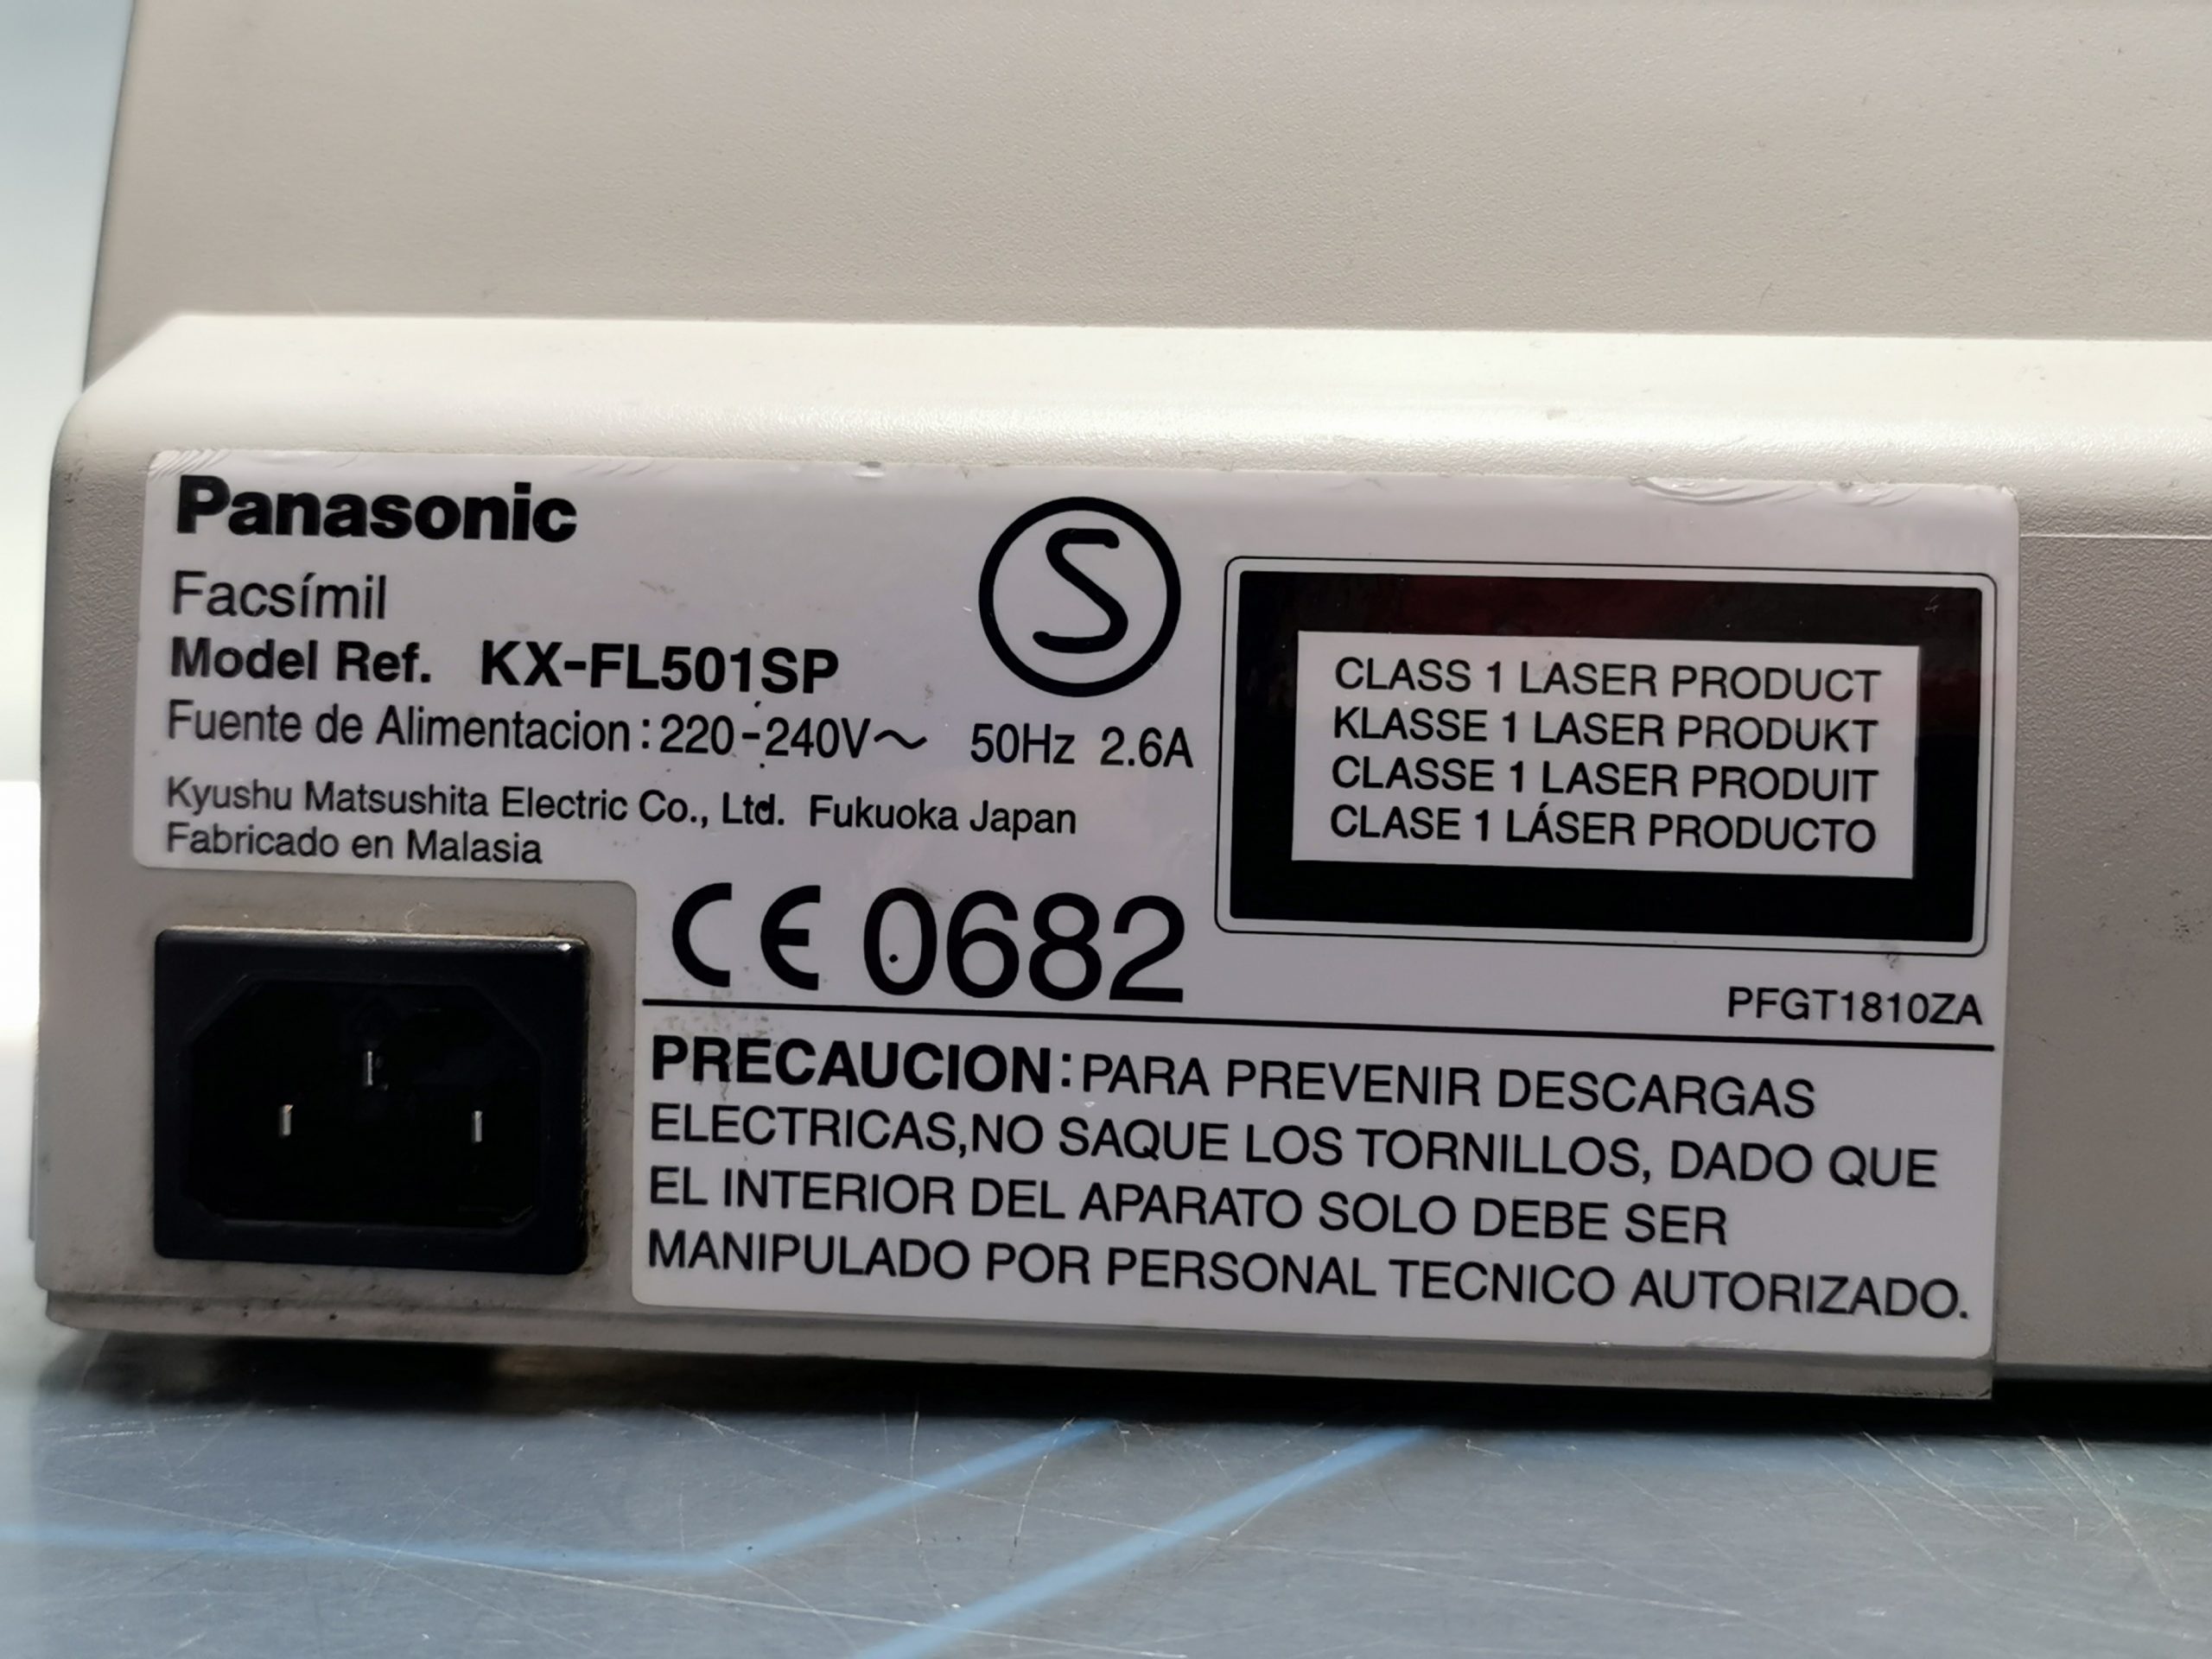 Panasonic
S
Facsímil
Model Ref. KX-FL501SP
Fuente de Alimentacion : 220-240V~ 50Hz 2.6A
Kyushu Matsushita Electric Co., Ltd. Fukuoka Japan
Fabricado en Malasia
CLASS 1 LASER PRODUCT
KLASSE 1 LASER PRODUKT
CLASSE 1 LASER PRODUIT
CLASE 1 LÁSER PRODUCTO
CE 0682
PFGT1810ZA
PRECAUCION: PARA PREVENIR DESCARGAS
ELECTRICAS,NO SAQUE LOS TORNILLOS, DADO QUE
EL INTERIOR DEL APARATO SOLO DEBE SER
MANIPULADO POR PERSONAL TECNICO AUTORIZADO.